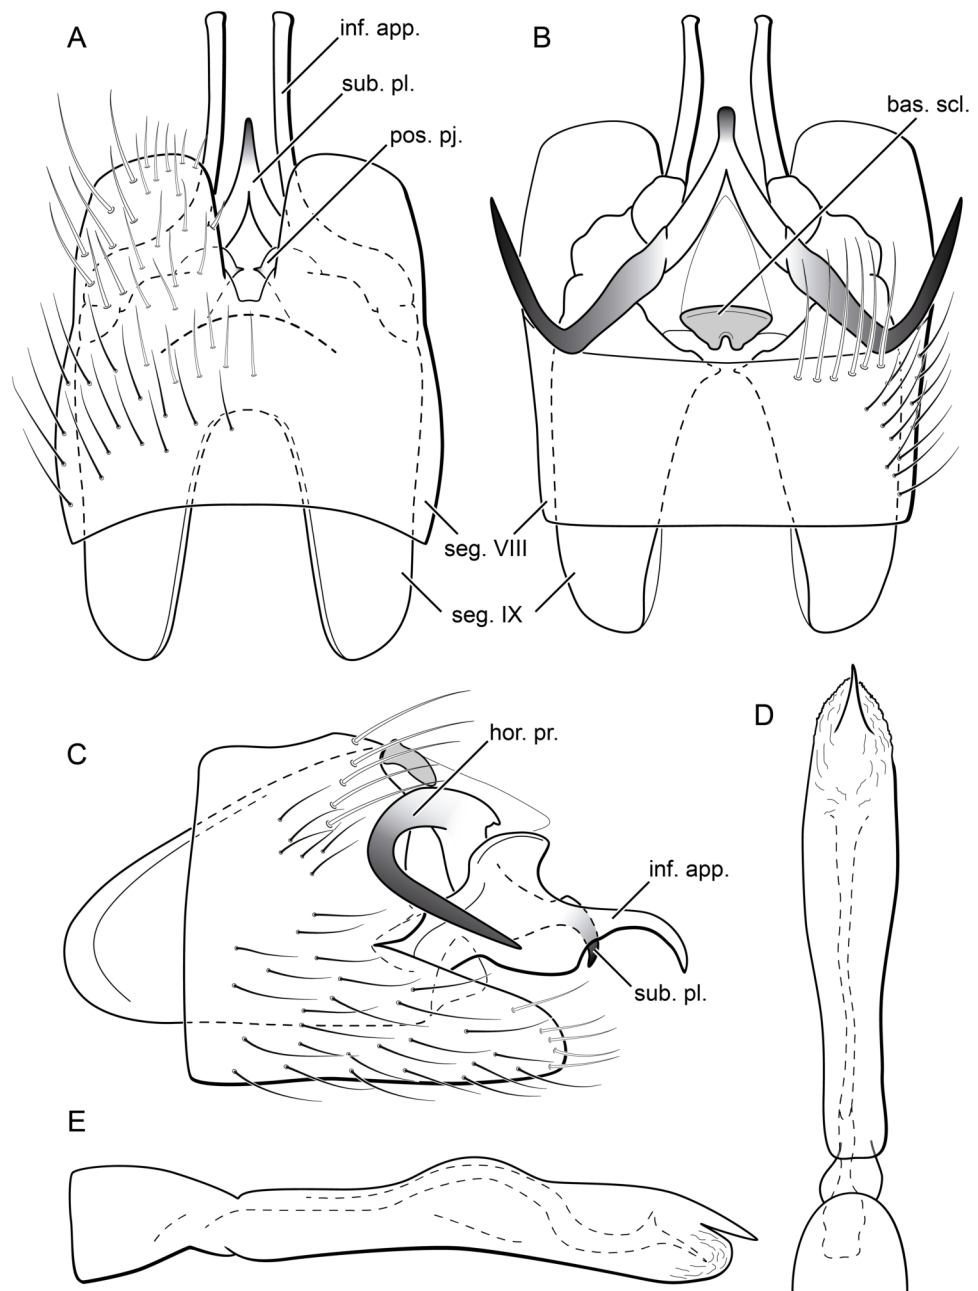 A
inf. app.
sub. pl.
pos. pj.
B
bas. scl.
seg. VIII
seg. IX
C
hor. pr.
inf. app.
sub. pl.
D
E